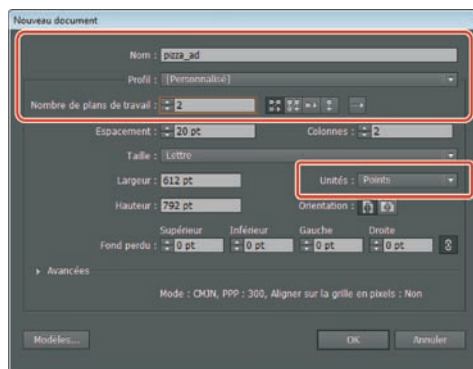 Nouveau document
Nom : pizza_ad
Profil : [Personnalisé]
Nombre de plans de travail : 2
Espacement : 20 pt Colonnes : 2
Taille : Lettre
Largeur : 612 pt Unités : Points
Hauteur : 792 pt Orientation :
Supérieur Inférieur Gauche Droite
Fond perdu : 0 pt 0 pt 0 pt 0 pt
Avancées
Mode : CMJN, PPP : 300, Aligner sur la grille en pixels : Non
Modèles... OK Annuler